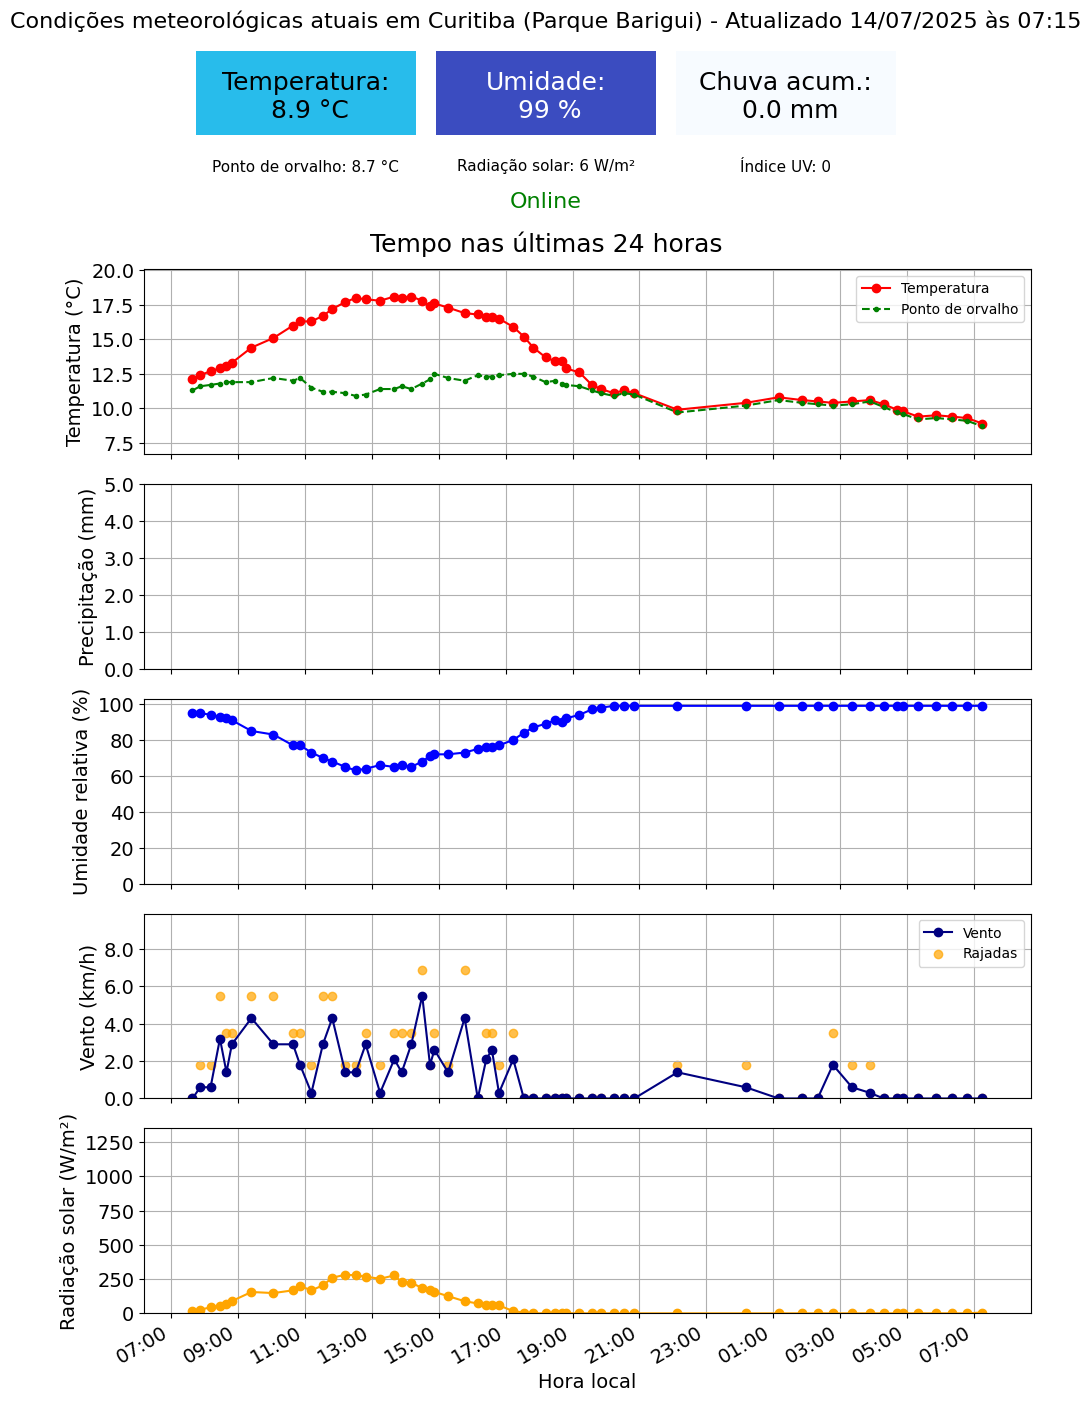 Condições meteorológicas atuais em Curitiba (Parque Barigui) - Atualizado 14/07/2025 às 07:15
Temperatura:
8.9 °C
Umidade:
99 %
Chuva acum.:
0.0 mm
Ponto de orvalho: 8.7 °C
Radiação solar: 6 W/m²
Índice UV: 0
Online
Tempo nas últimas 24 horas
Temperatura (°C)
20.0
17.5
15.0
12.5
10.0
7.5
Temperatura
Ponto de orvalho
Precipitação (mm)
5.0
4.0
3.0
2.0
1.0
0.0
Umidade relativa (%)
100
80
60
40
20
0
Vento (km/h)
8.0
6.0
4.0
2.0
0.0
Vento
Rajadas
Radiação solar (W/m²)
1250
1000
750
500
250
0
07:00
09:00
11:00
13:00
15:00
17:00
19:00
21:00
23:00
01:00
03:00
05:00
07:00
Hora local